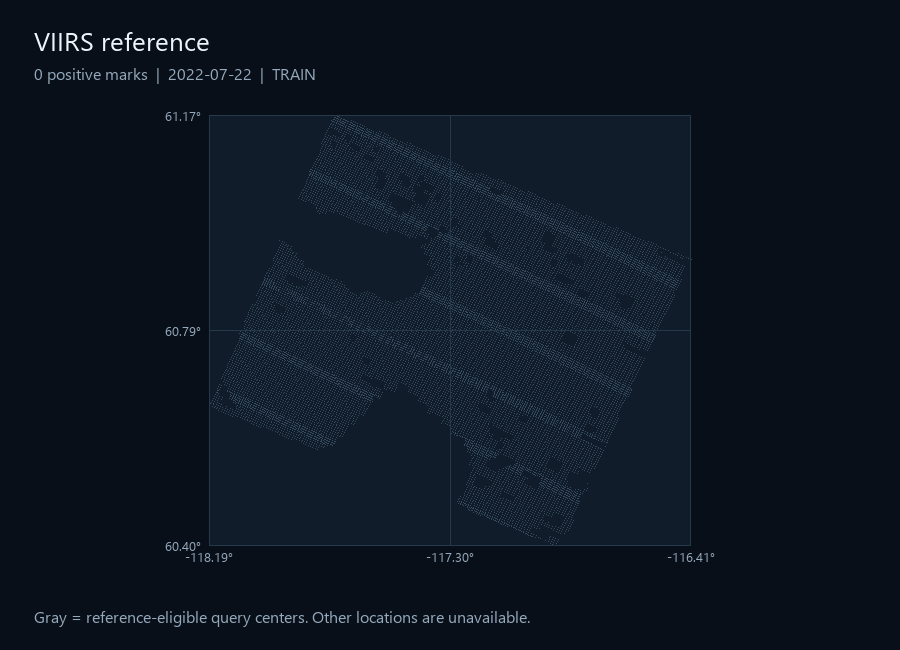 VIIRS reference
0 positive marks | 2022-07-22 | TRAIN
61.17°
60.79°
60.40°
-118.19°
-117.30°
-116.41°
Gray = reference-eligible query centers. Other locations are unavailable.